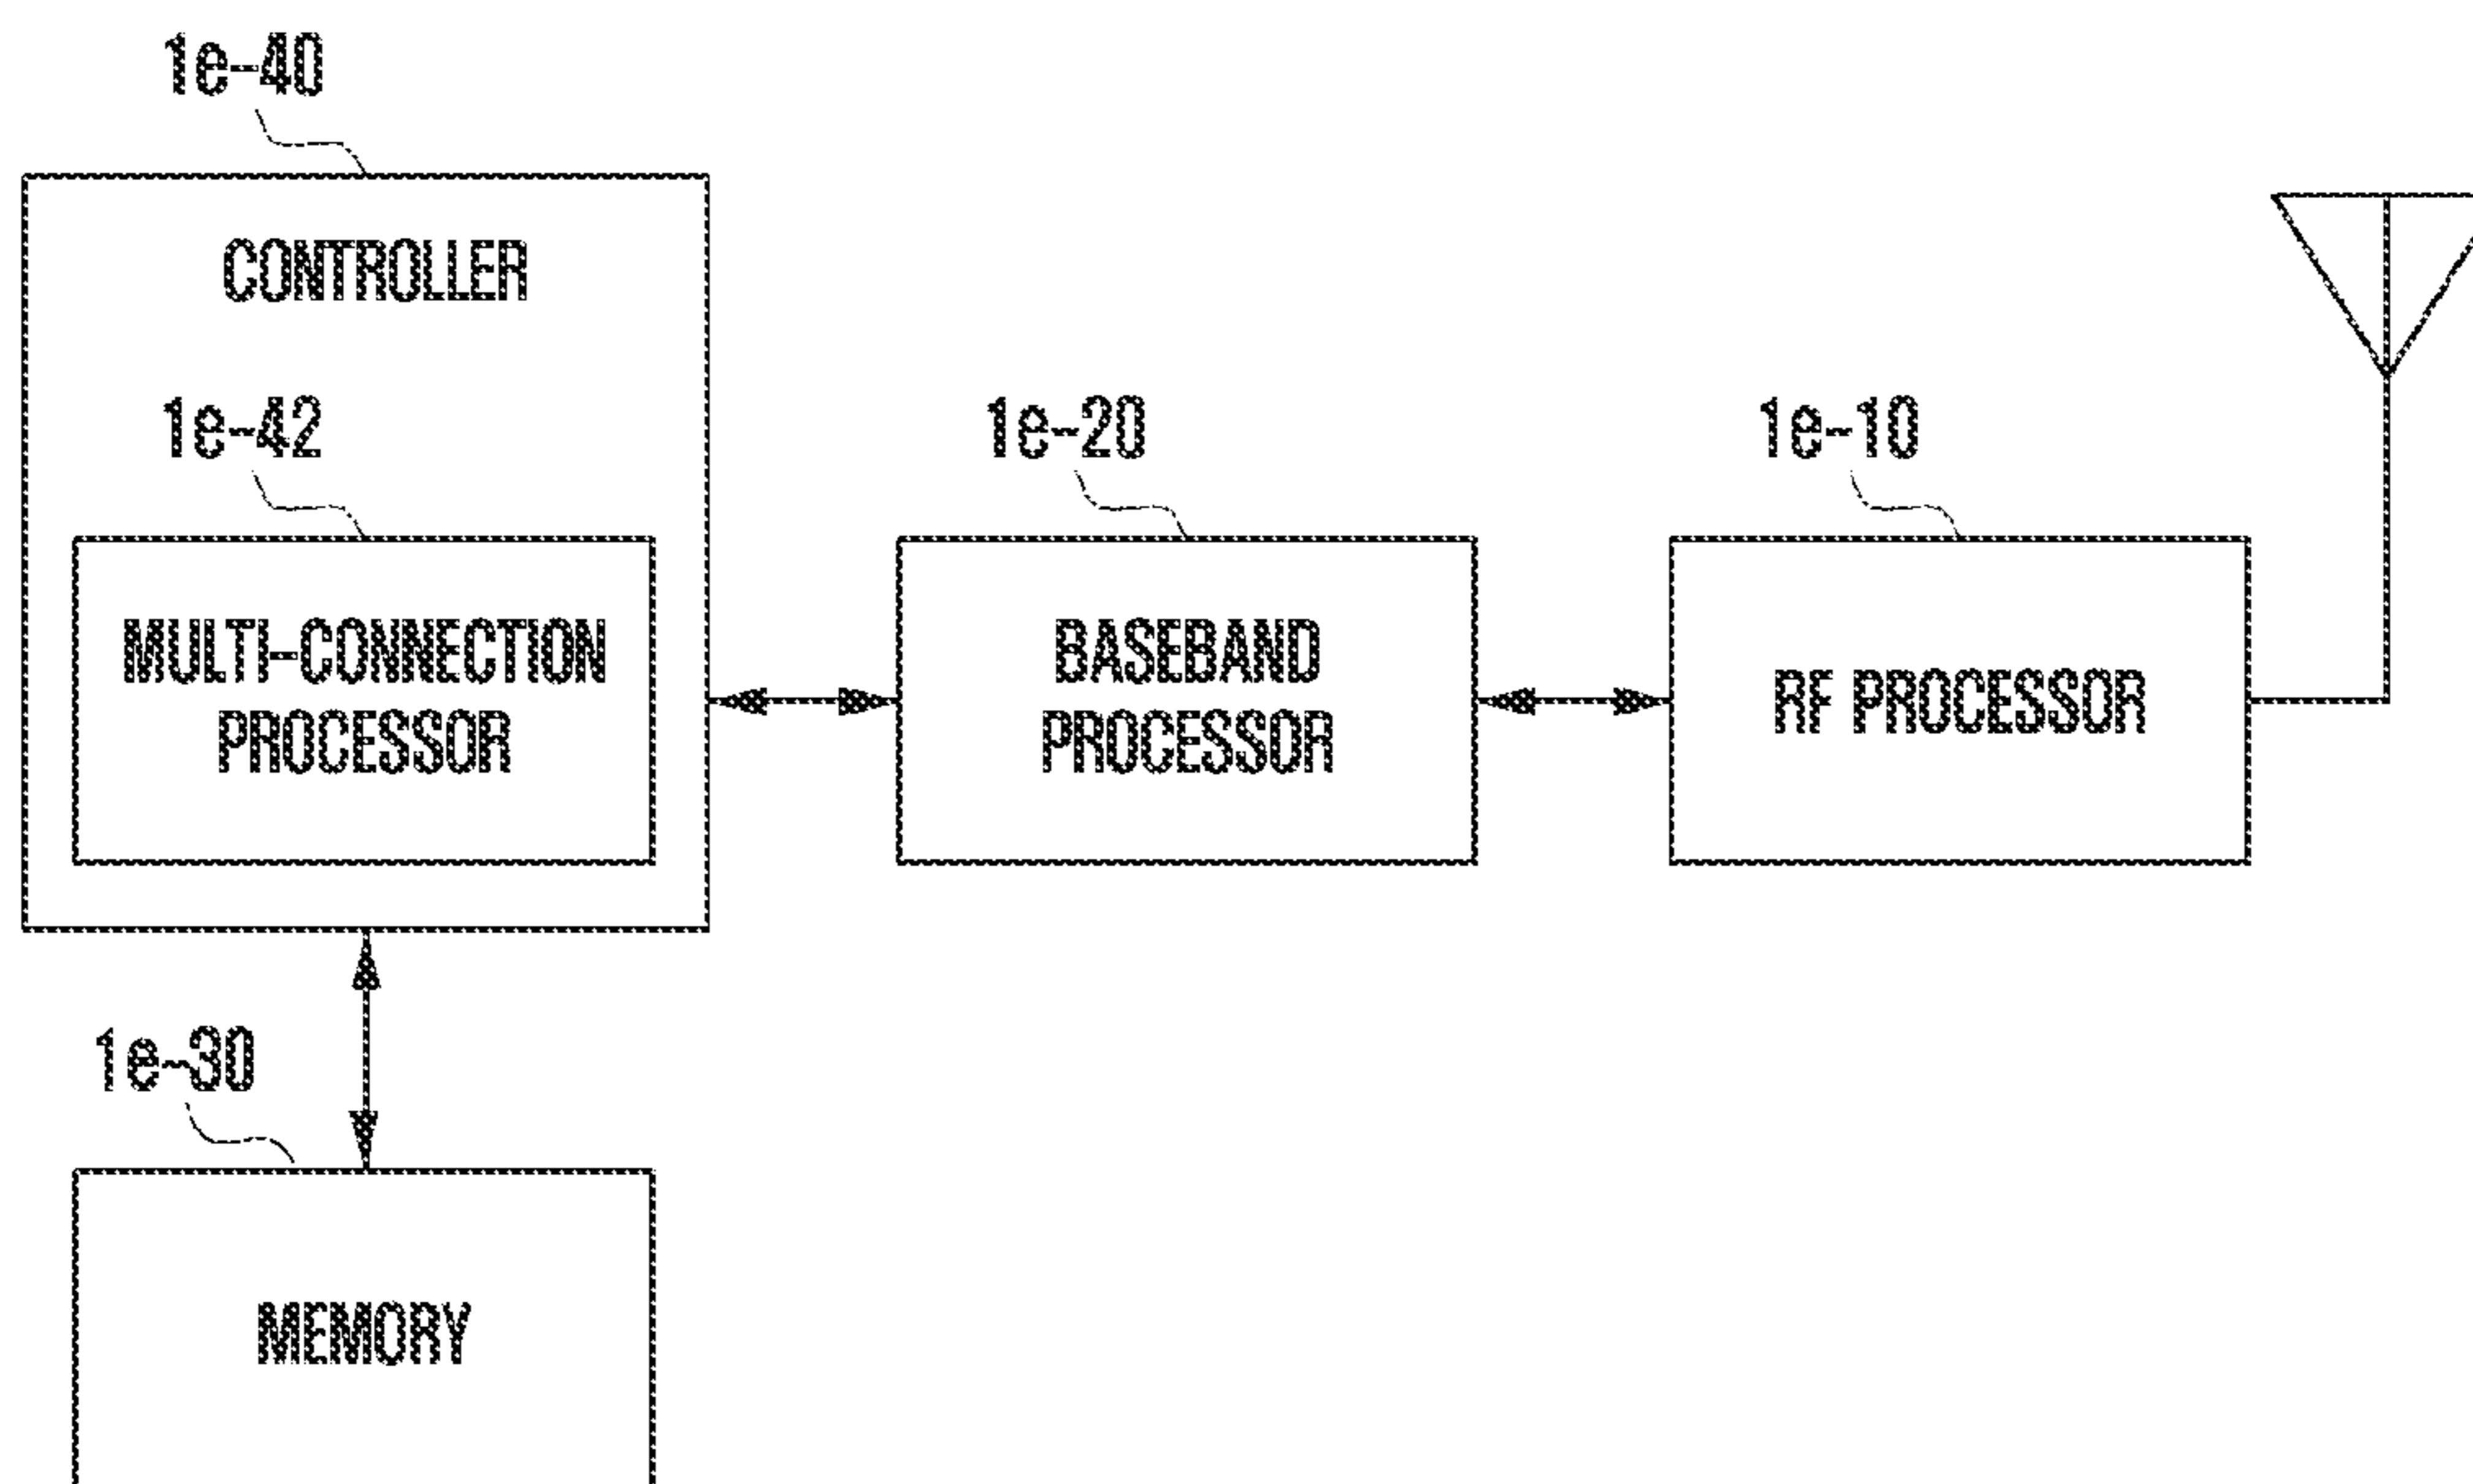 1e-40
CONTROLLER
1e-42
MULTI-CONNECTION
PROCESSOR
1e-20
BASEBAND
PROCESSOR
1e-10
RF PROCESSOR
1e-30
MEMORY